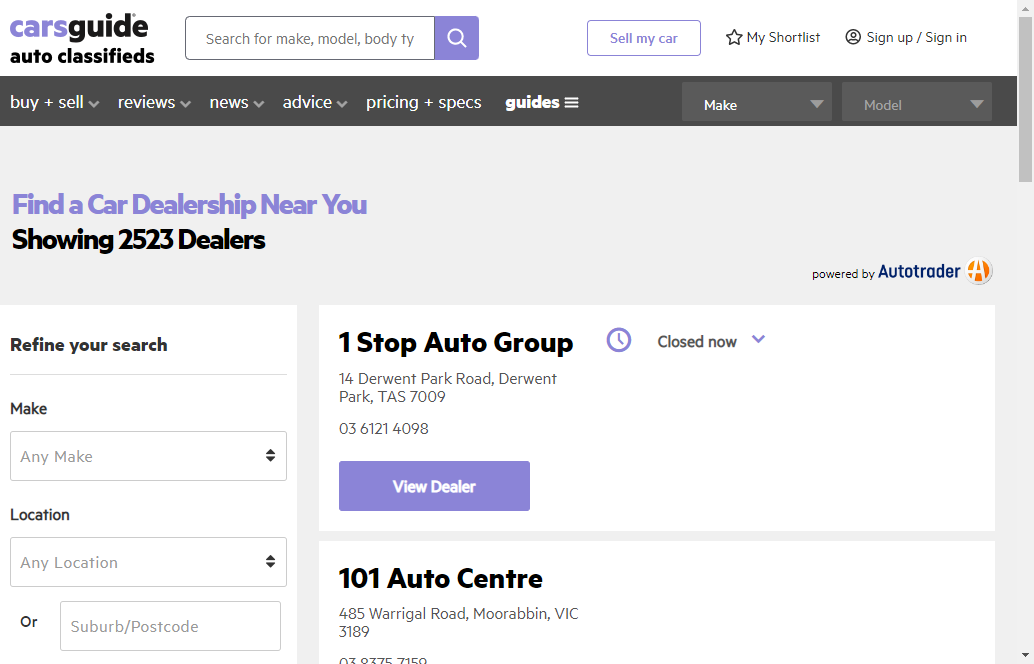 carsguide
auto classifieds
Search for make, model, body ty
Sell my car
My Shortlist
Sign up / Sign in
buy + sell
reviews
news
advice
pricing + specs
guides
Make
Model
Find a Car Dealership Near You
Showing 2523 Dealers
powered by Autotrader
Refine your search
Make
Any Make
Location
Any Location
Or
Suburb/Postcode
1 Stop Auto Group
Closed now
14 Derwent Park Road, Derwent
Park, TAS 7009
03 6121 4098
View Dealer
101 Auto Centre
485 Warrigal Road, Moorabbin, VIC
3189
03 8375 7159